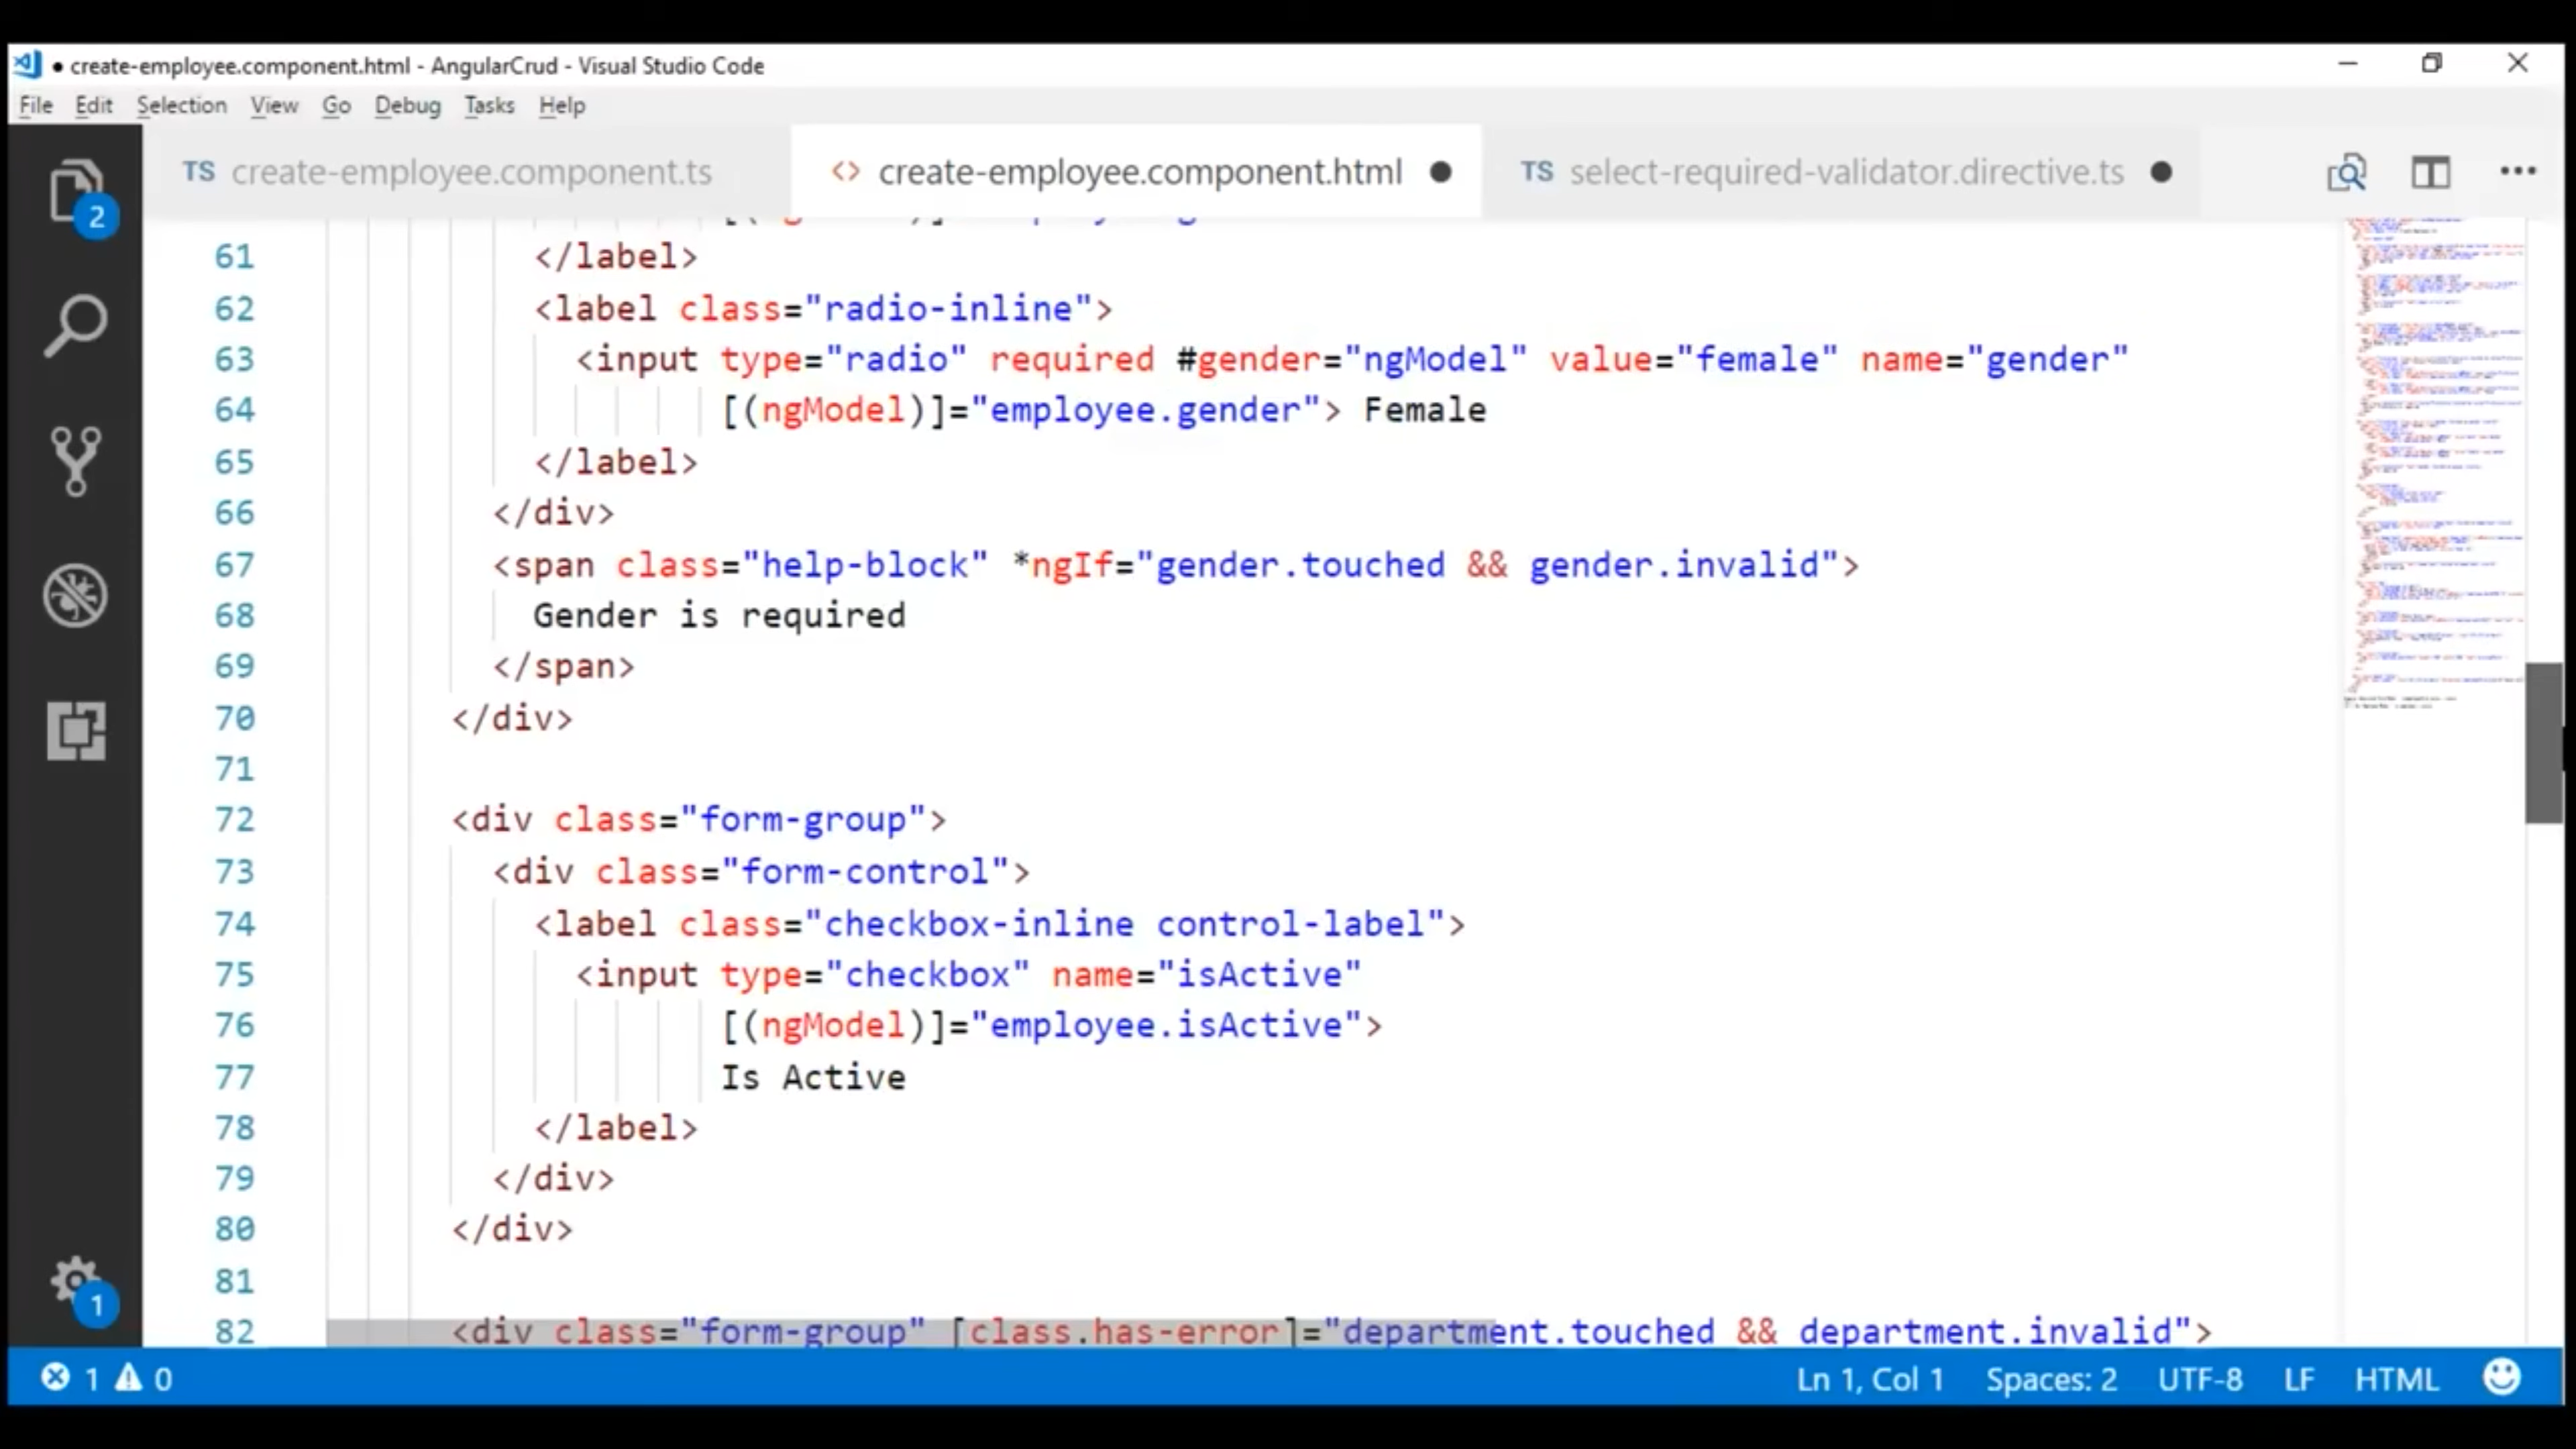 create-employee.component.html - AngularCrud - Visual Studio Code
File Edit Selection View Go Debug Tasks Help
TS create-employee.component.ts <> create-employee.component.html TS select-required-validator.directive.ts
2
61 </label>
62 <label class="radio-inline">
63 <input type="radio" required #gender="ngModel" value="female" name="gender"
64 [(ngModel)]="employee.gender"> Female
65 </label>
66 </div>
67 <span class="help-block" *ngIf="gender.touched && gender.invalid">
68 Gender is required
69 </span>
70 </div>
71
72 <div class="form-group">
73 <div class="form-control">
74 <label class="checkbox-inline control-label">
75 <input type="checkbox" name="isActive"
76 [(ngModel)]="employee.isActive">
77 Is Active
78 </label>
79 </div>
80 </div>
81
1
82 <div class="form-group" [class.has-error]="department.touched && department.invalid">
1 0 Ln 1, Col 1 Spaces: 2 UTF-8 LF HTML